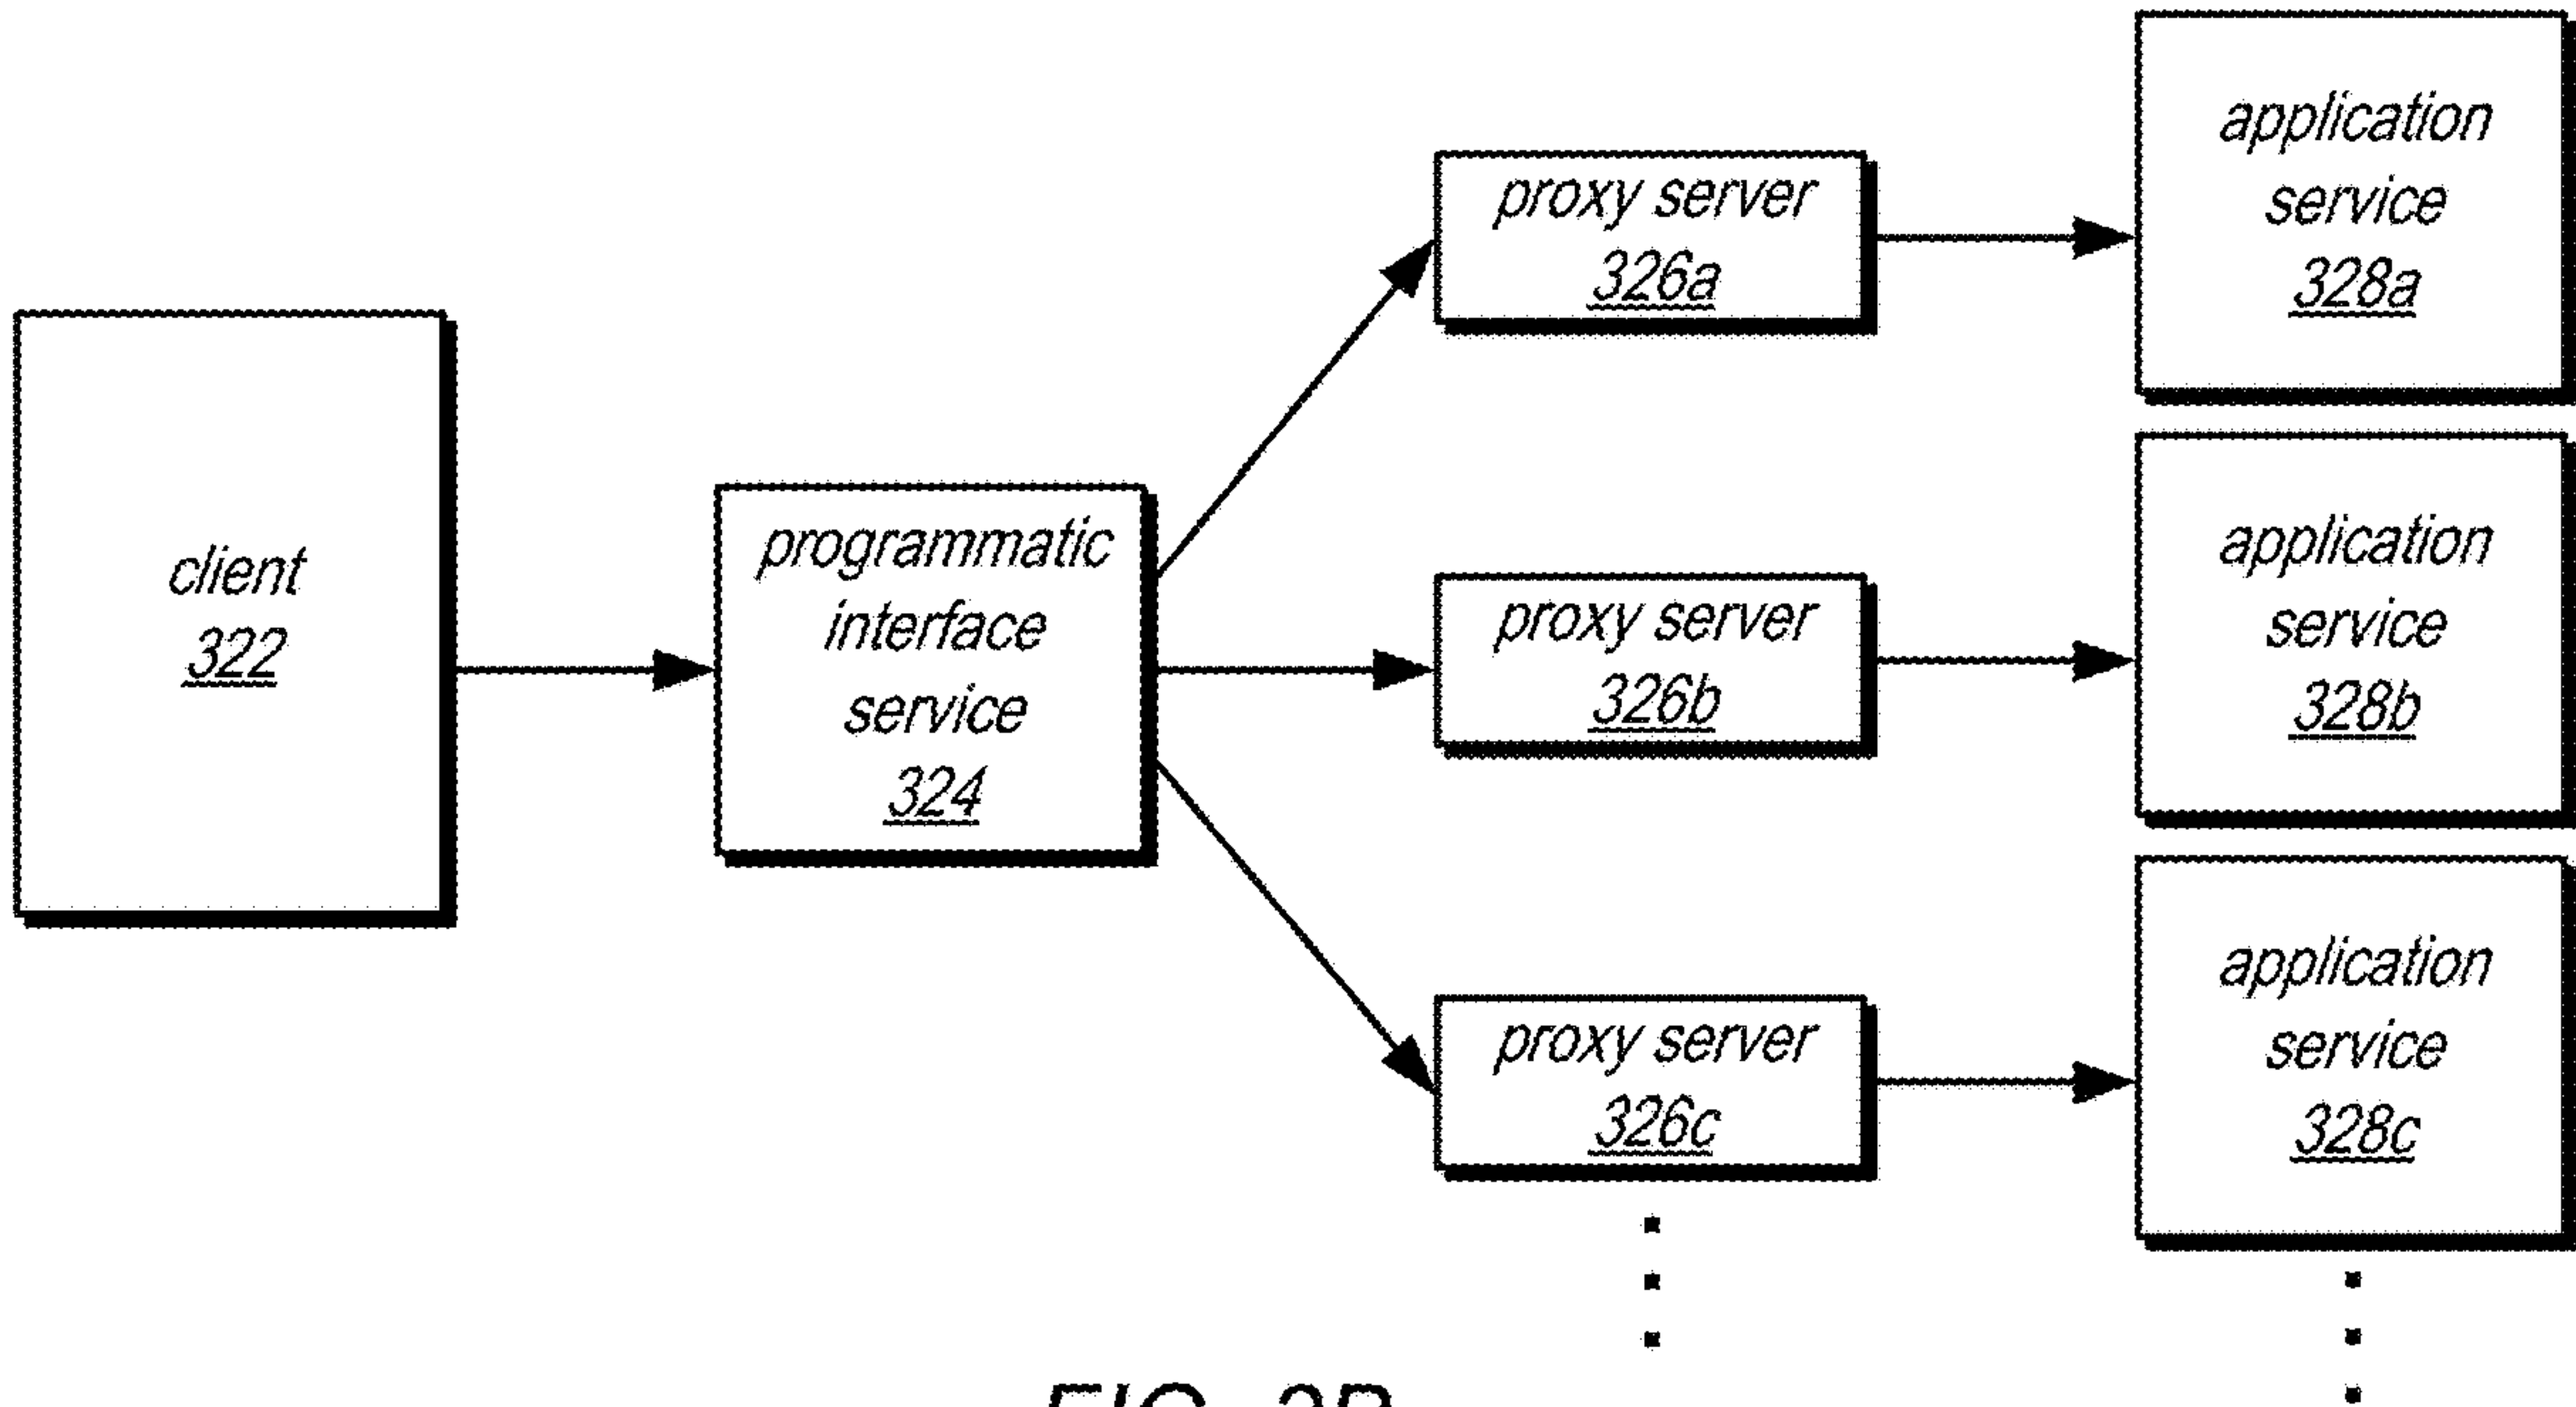 application
service
328a
proxy server
326a
client
322
programmatic
interface
service
324
proxy server
326b
application
service
328b
proxy server
326c
application
service
328c